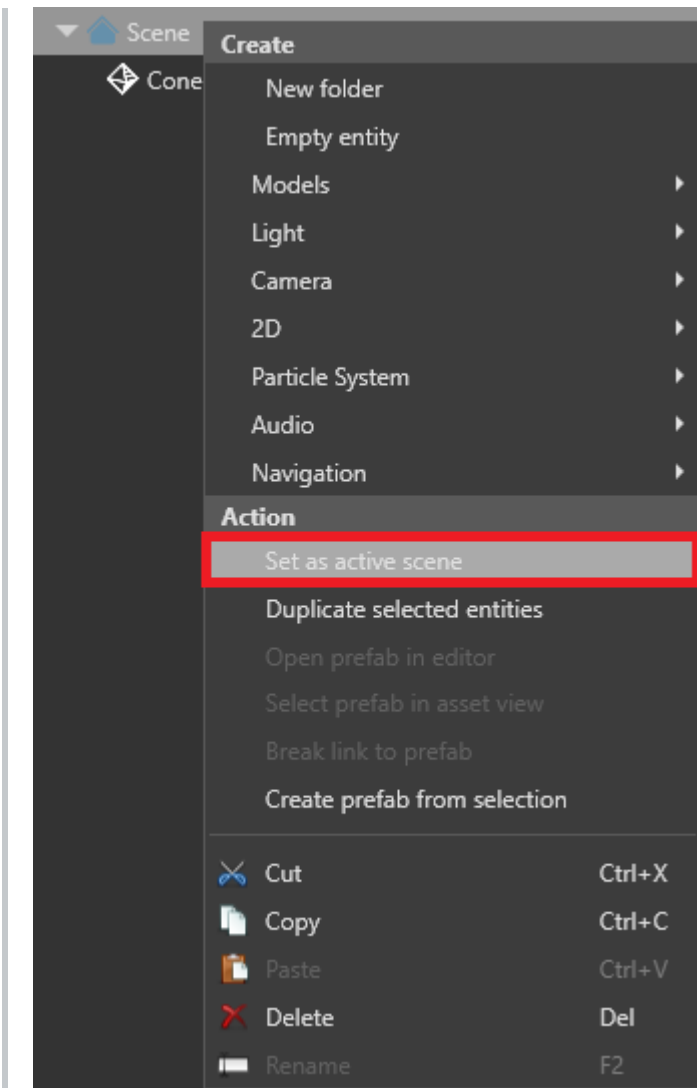 Scene
Cone
Create
New folder
Empty entity
Models
Light
Camera
2D
Particle System
Audio
Navigation
Action
Set as active scene
Duplicate selected entities
Open prefab in editor
Select prefab in asset view
Break link to prefab
Create prefab from selection
Cut Ctrl+X
Copy Ctrl+C
Paste Ctrl+V
Delete Del
Rename F2